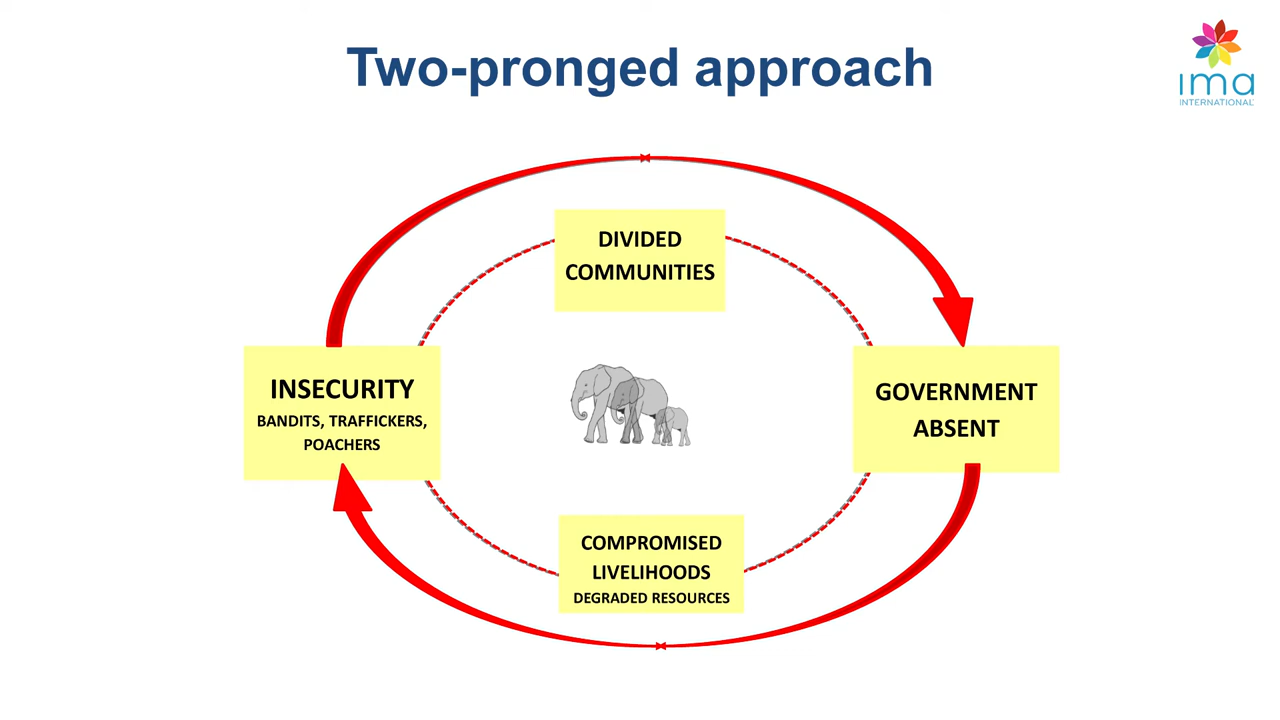 Two-pronged approach
ima
INTERNATIONAL
DIVIDED
COMMUNITIES
INSECURITY
BANDITS, TRAFFICKERS,
POACHERS
GOVERNMENT
ABSENT
COMPROMISED
LIVELIHOODS
DEGRADED RESOURCES